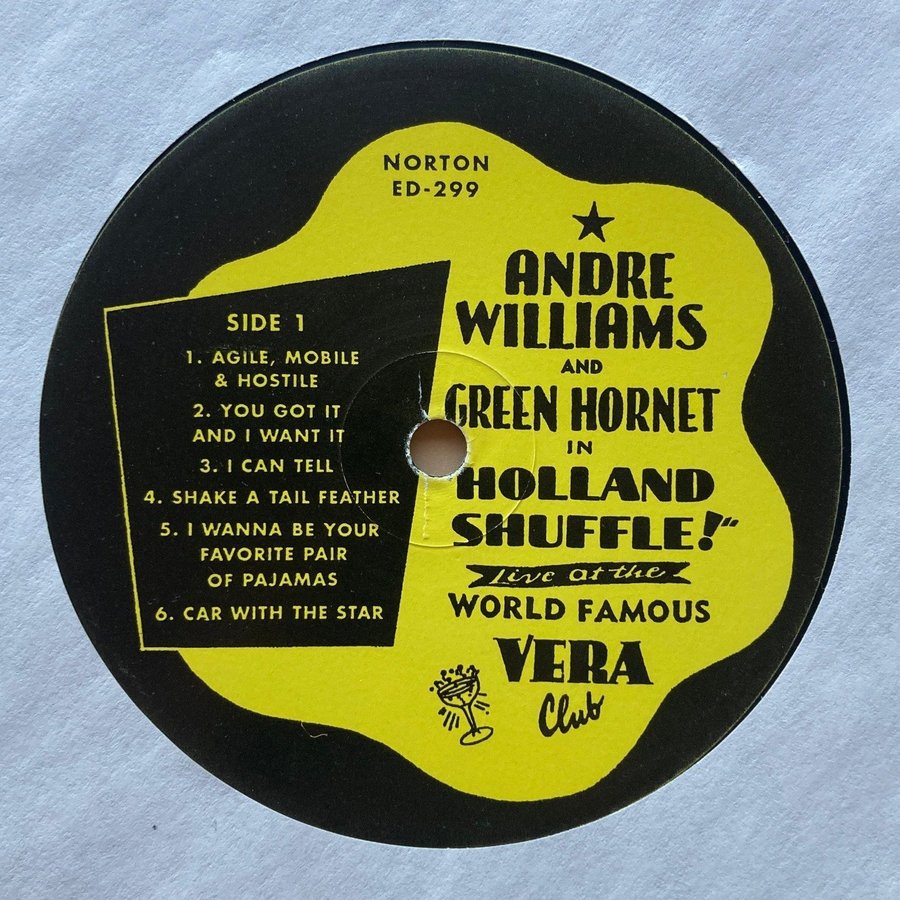 NORTON
ED-299
SIDE 1
1. AGILE, MOBILE
& HOSTILE
2. YOU GOT IT
AND I WANT IT
3. I CAN TELL
4. SHAKE A TAIL FEATHER
5. I WANNA BE YOUR
FAVORITE PAIR
OF PAJAMAS
6. CAR WITH THE STAR
ANDRE
WILLIAMS
AND
GREEN HORNET
IN
HOLLAND
SHUFFLE!"
Live at the
WORLD FAMOUS
VERA
Club